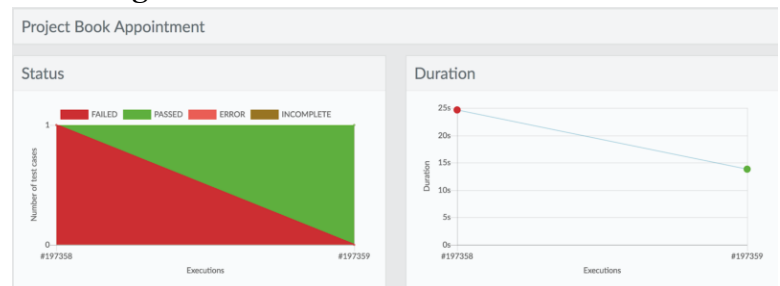 Project Book Appointment
Status
FAILED PASSED ERROR INCOMPLETE
1
Number of test cases
0
#197358 #197359
Executions
Duration
25s
20s
15s
10s
5s
0s
Duration
#197358 #197359
Executions